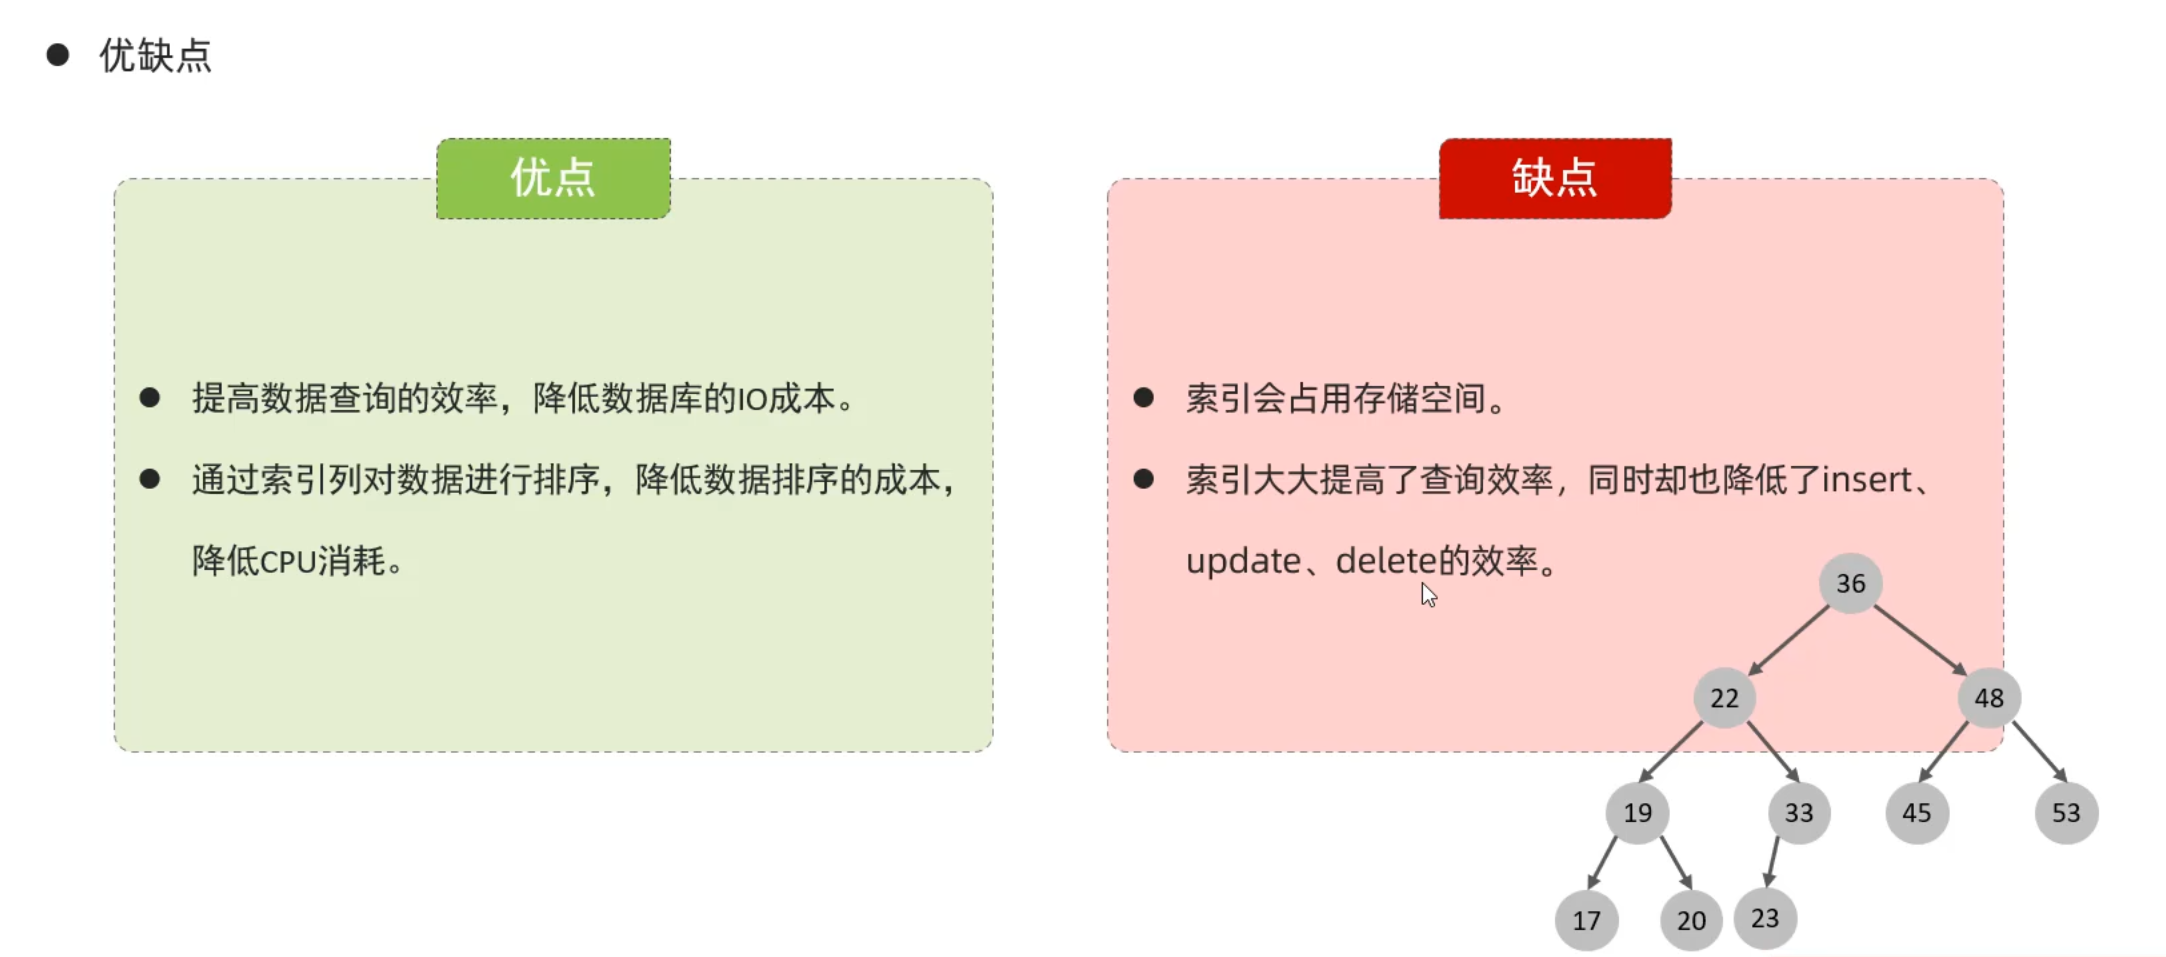 优缺点
优点
提高数据查询的效率，降低数据库的IO成本。
通过索引列对数据进行排序，降低数据排序的成本，
降低CPU消耗。
缺点
索引会占用存储空间。
索引大大提高了查询效率，同时却也降低了insert、
update、delete的效率。
36
22
48
19
33
45
53
17
20
23